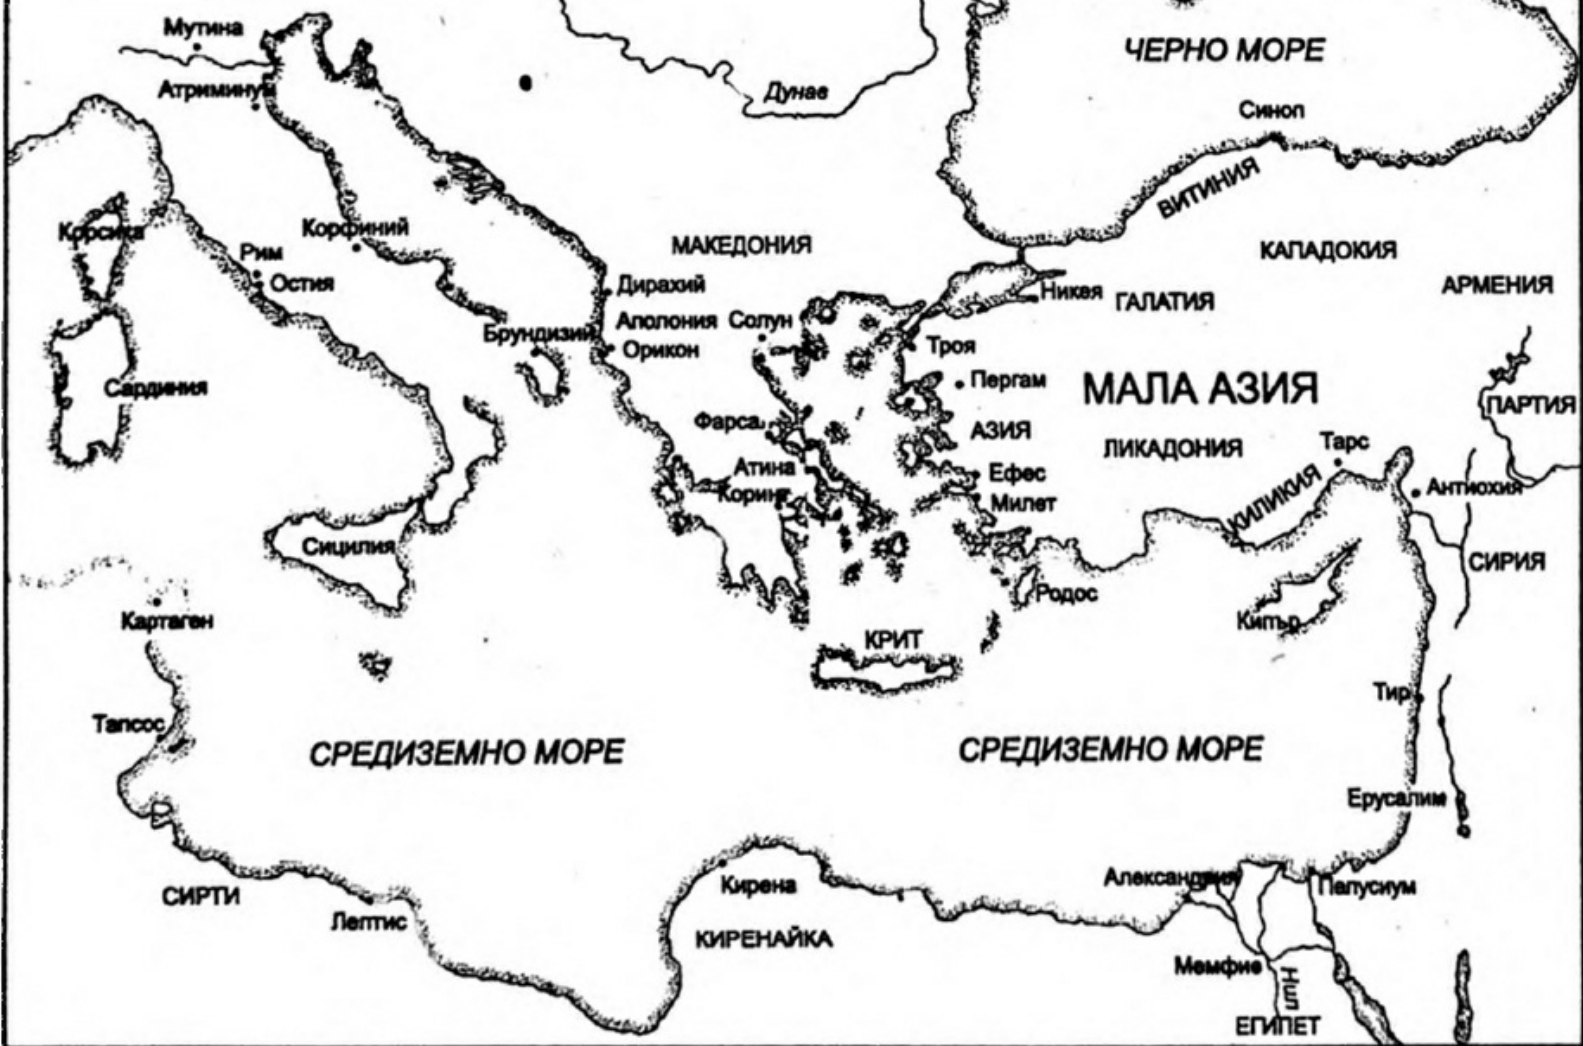 Мутина
ЧЕРНО МОРЕ
Дунав
Атриминум
Синоп
ВИТИНИЯ
Корсика
Корфиний
МАКЕДОНИЯ
КАПАДОКИЯ
Рим
Остия
Дирахий
Никея
ГАЛАТИЯ
АРМЕНИЯ
Аполония
Солун
Брундизий
Орикон
Троя
Пергам
МАЛА АЗИЯ
Сардиния
ПАРТИЯ
Фарса
АЗИЯ
ЛИКАДОНИЯ
Тарс
Атина
Ефес
КИЛИКИЯ
Антиохия
Коринт
Милет
Сицилия
СИРИЯ
Родос
Картаген
Кипър
КРИТ
Тир
Тапсос
СРЕДИЗЕМНО МОРЕ
СРЕДИЗЕМНО МОРЕ
Ерусалим
Александрия
Кирена
Пелусиум
СИРТИ
Лептис
КИРЕНАЙКА
Мемфис
Нил
ЕГИПЕТ